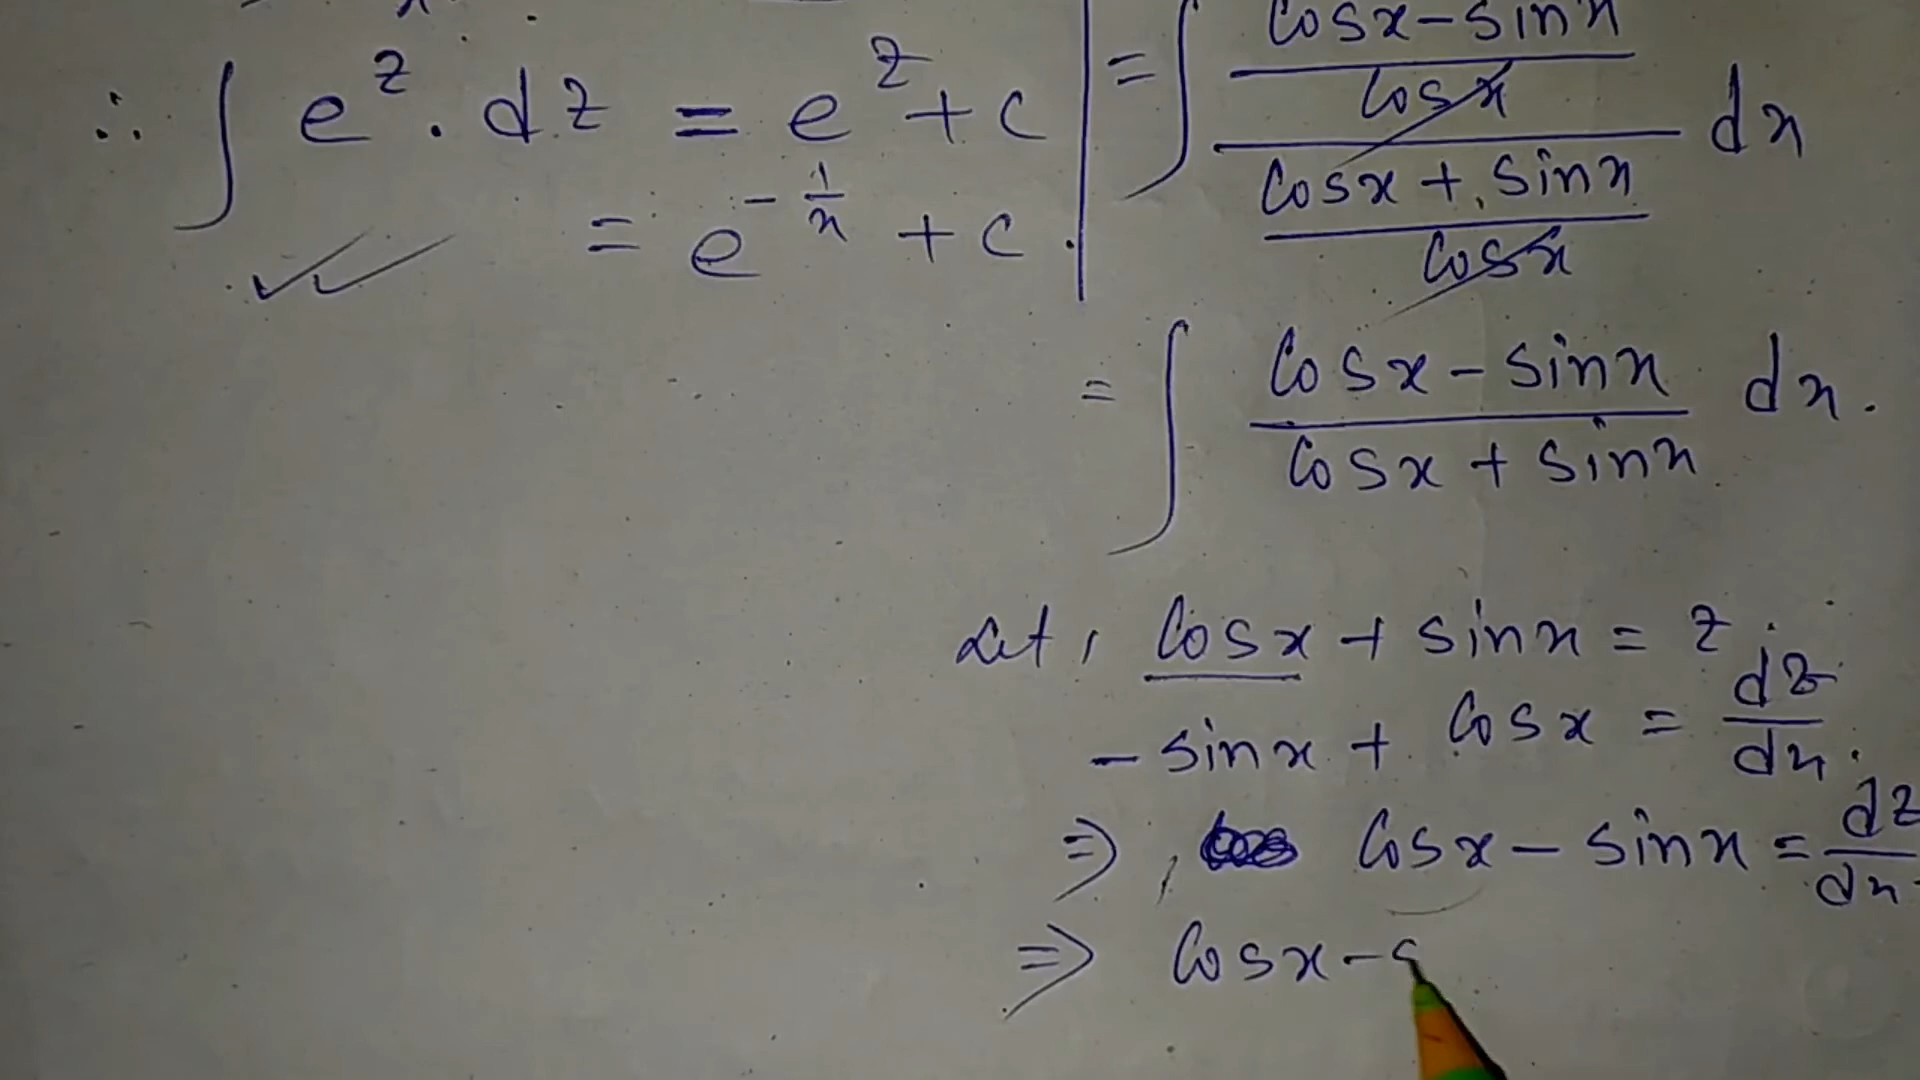 ∴ ∫ e^z . dz = e^z + c
= e^{-1/x} + c .
= ∫ ((cosx - sinx)/cosx)/((cosx + sinx)/cosx) dx
= ∫ (cosx - sinx)/(cosx + sinx) dx.
Let, cosx + sinx = z
- sinx + cosx = dz/dx.
⇒, cosx - sinx = dz/dx
⇒ cosx - s